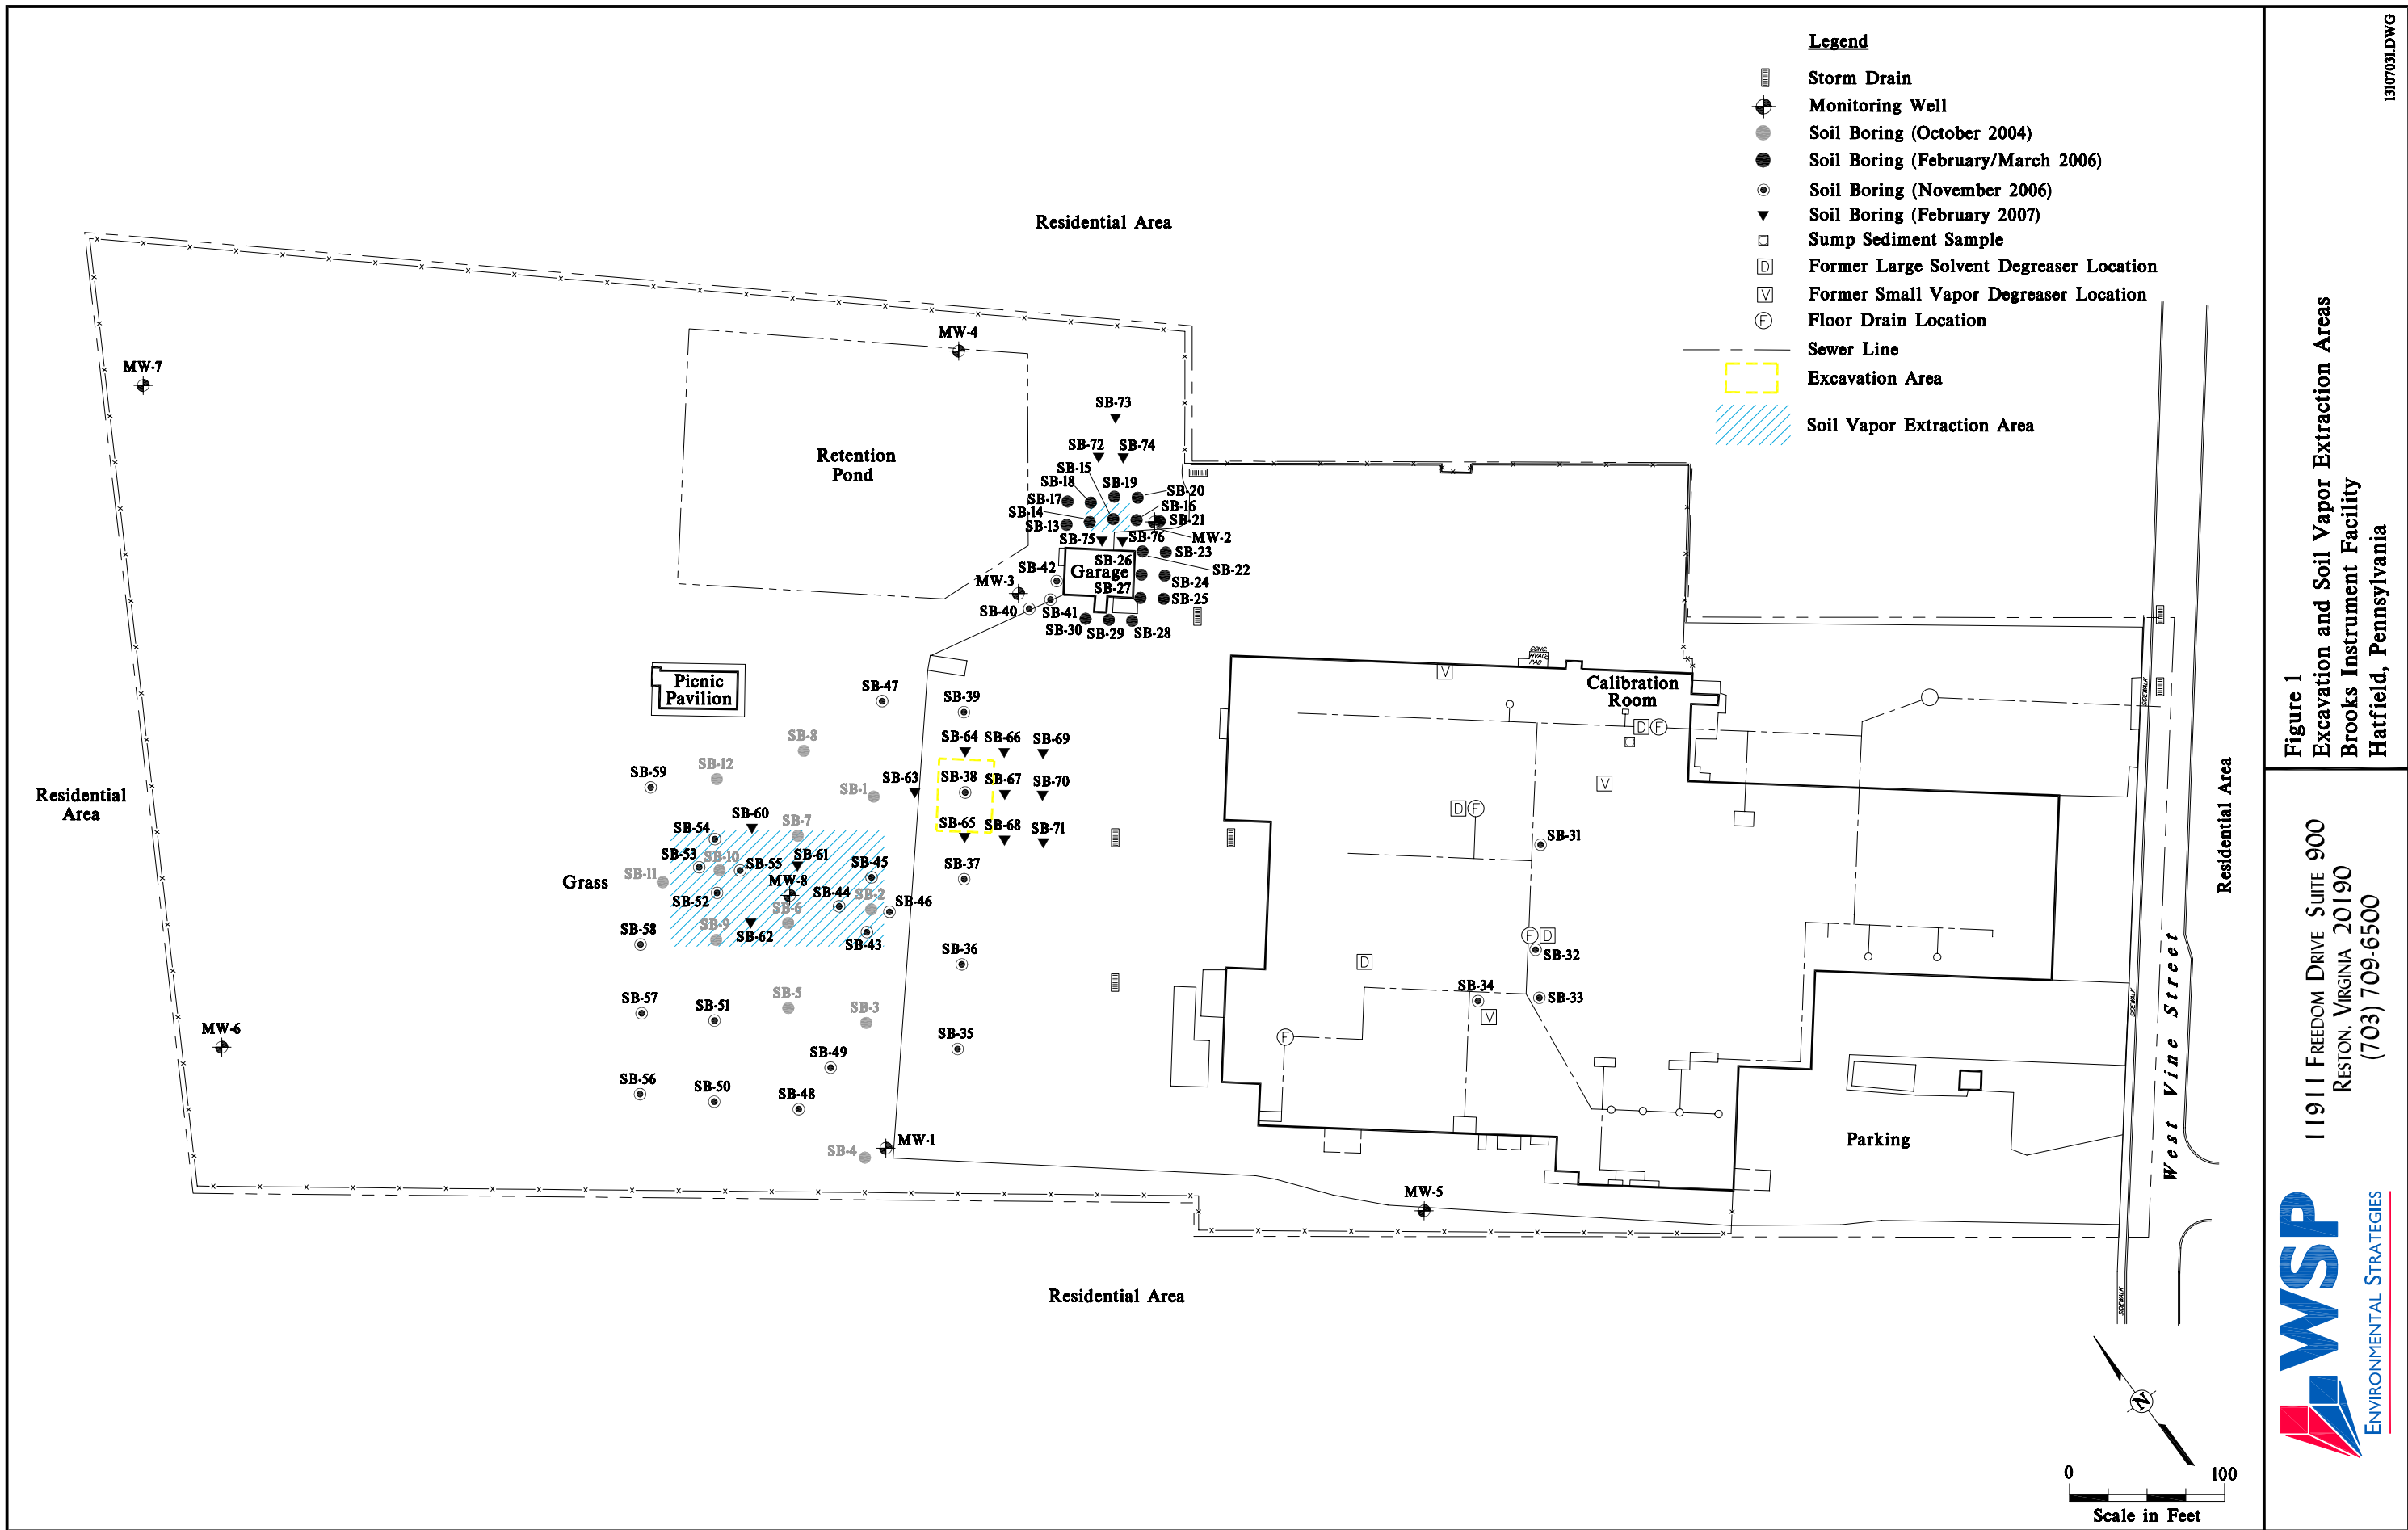 Legend
Storm Drain
Monitoring Well
Soil Boring (October 2004)
Soil Boring (February/March 2006)
Soil Boring (November 2006)
Soil Boring (February 2007)
Sump Sediment Sample
D Former Large Solvent Degreaser Location
V Former Small Vapor Degreaser Location
F Floor Drain Location
Sewer Line
Excavation Area
Soil Vapor Extraction Area
Residential Area
MW-7
MW-4
Retention
Pond
SB-73
SB-72
SB-74
SB-15
SB-18
SB-19
SB-20
SB-17
SB-16
SB-14
SB-13
SB-21
SB-75
SB-76
MW-2
SB-23
SB-26
SB-22
Garage
SB-42
SB-24
MW-3
SB-27
SB-25
SB-40
SB-41
SB-30
SB-29
SB-28
Picnic
Pavilion
SB-47
SB-39
SB-8
SB-64
SB-66
SB-69
SB-12
SB-59
SB-1
SB-63
SB-38
SB-67
SB-70
Residential
Area
SB-60
SB-7
SB-65
SB-68
SB-71
SB-54
SB-53
SB-10
SB-55
SB-61
SB-45
SB-37
SB-11
Grass
MW-8
SB-52
SB-44
SB-2
SB-46
SB-6
SB-9
SB-62
SB-43
SB-58
SB-36
SB-5
SB-3
SB-57
SB-51
MW-6
SB-35
SB-49
SB-56
SB-50
SB-48
SB-4
MW-1
CONC.
HVAC
PAD
V
Calibration
Room
D
F
V
D
F
SB-31
F
D
SB-32
D
SB-34
SB-33
V
F
Parking
MW-5
Residential Area
SIDEWALK
SIDEWALK
SIDEWALK
West Vine Street
Residential Area
N
0
100
Scale in Feet
1310703I.DWG
Figure 1
Excavation and Soil Vapor Extraction Areas
Brooks Instrument Facility
Hatfield, Pennsylvania
11911 FREEDOM DRIVE SUITE 900
RESTON, VIRGINIA 20190
(703) 709-6500
WSP
ENVIRONMENTAL STRATEGIES